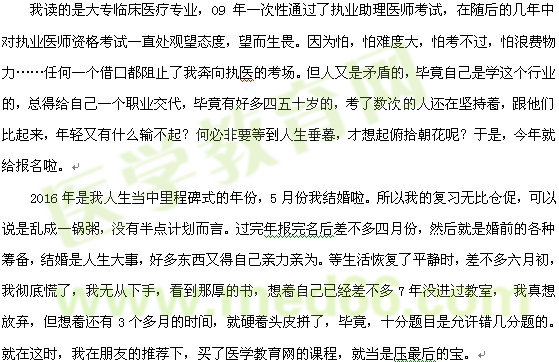 我读的是大专临床医疗专业，09 年一次性通过了执业助理医师考试，在随后的几年中
对执业医师资格考试一直处观望态度，望而生畏。因为怕，怕难度大，怕考不过，怕浪费物
力……任何一个借口都阻止了我奔向执医的考场。但人又是矛盾的，毕竟自己是学这个行业
的，总得给自己一个职业交代，毕竟有好多四五十岁的，考了数次的人还在坚持着，跟他们
比起来，年轻又有什么输不起？何必非要等到人生垂暮，才想起俯拾朝花呢？于是，今年就
给报名啦。
2016 年是我人生当中里程碑式的年份，5 月份我结婚啦。所以我的复习无比仓促，可以
说是乱成一锅粥，没有半点计划而言。过完年报完名后差不多四月份，然后就是婚前的各种
筹备，结婚是人生大事，好多东西又得自己亲力亲为。等生活恢复了平静时，差不多六月初，
我彻底慌了，我无从下手，看到那厚的书，想着自己已经差不多 7 年没进过教室， 我真想
放弃，但想着还有 3 个多月的时间，就硬着头皮拼了，毕竟，十分题目是允许错几分题的。
就在这时，我在朋友的推荐下，买了医学教育网的课程，就当是压最后的宝。
医学教育网
www.med66.com